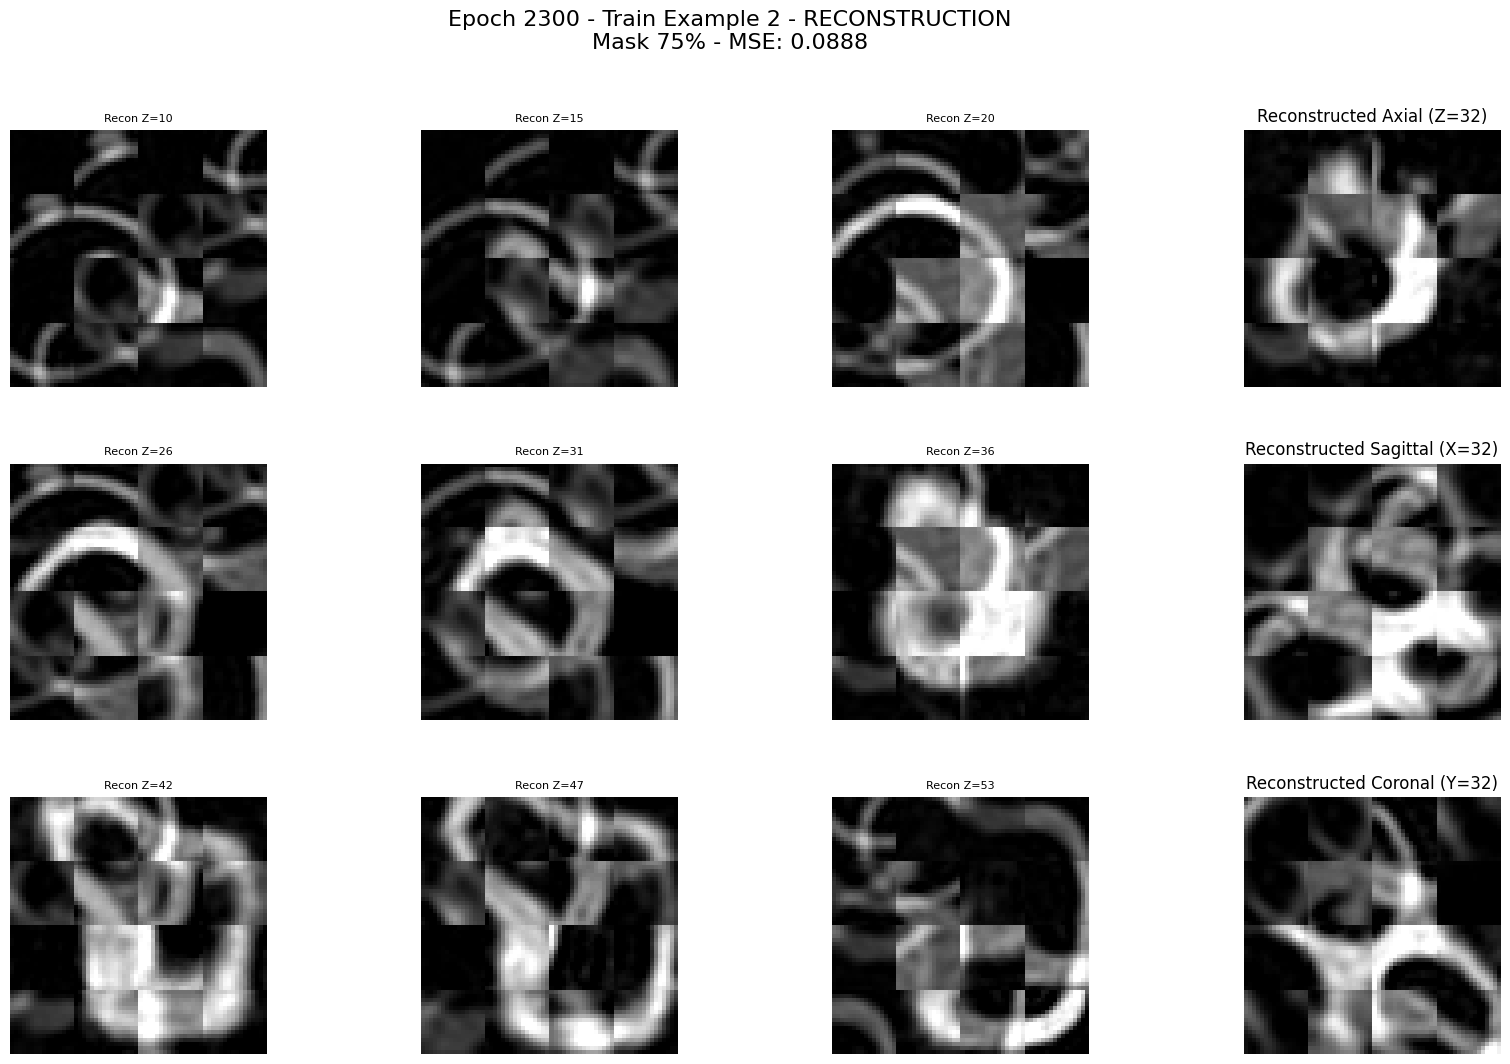 Epoch 2300 - Train Example 2 - RECONSTRUCTION
Mask 75% - MSE: 0.0888
Recon Z=10
Recon Z=15
Recon Z=20
Reconstructed Axial (Z=32)
Recon Z=26
Recon Z=31
Recon Z=36
Reconstructed Sagittal (X=32)
Recon Z=42
Recon Z=47
Recon Z=53
Reconstructed Coronal (Y=32)